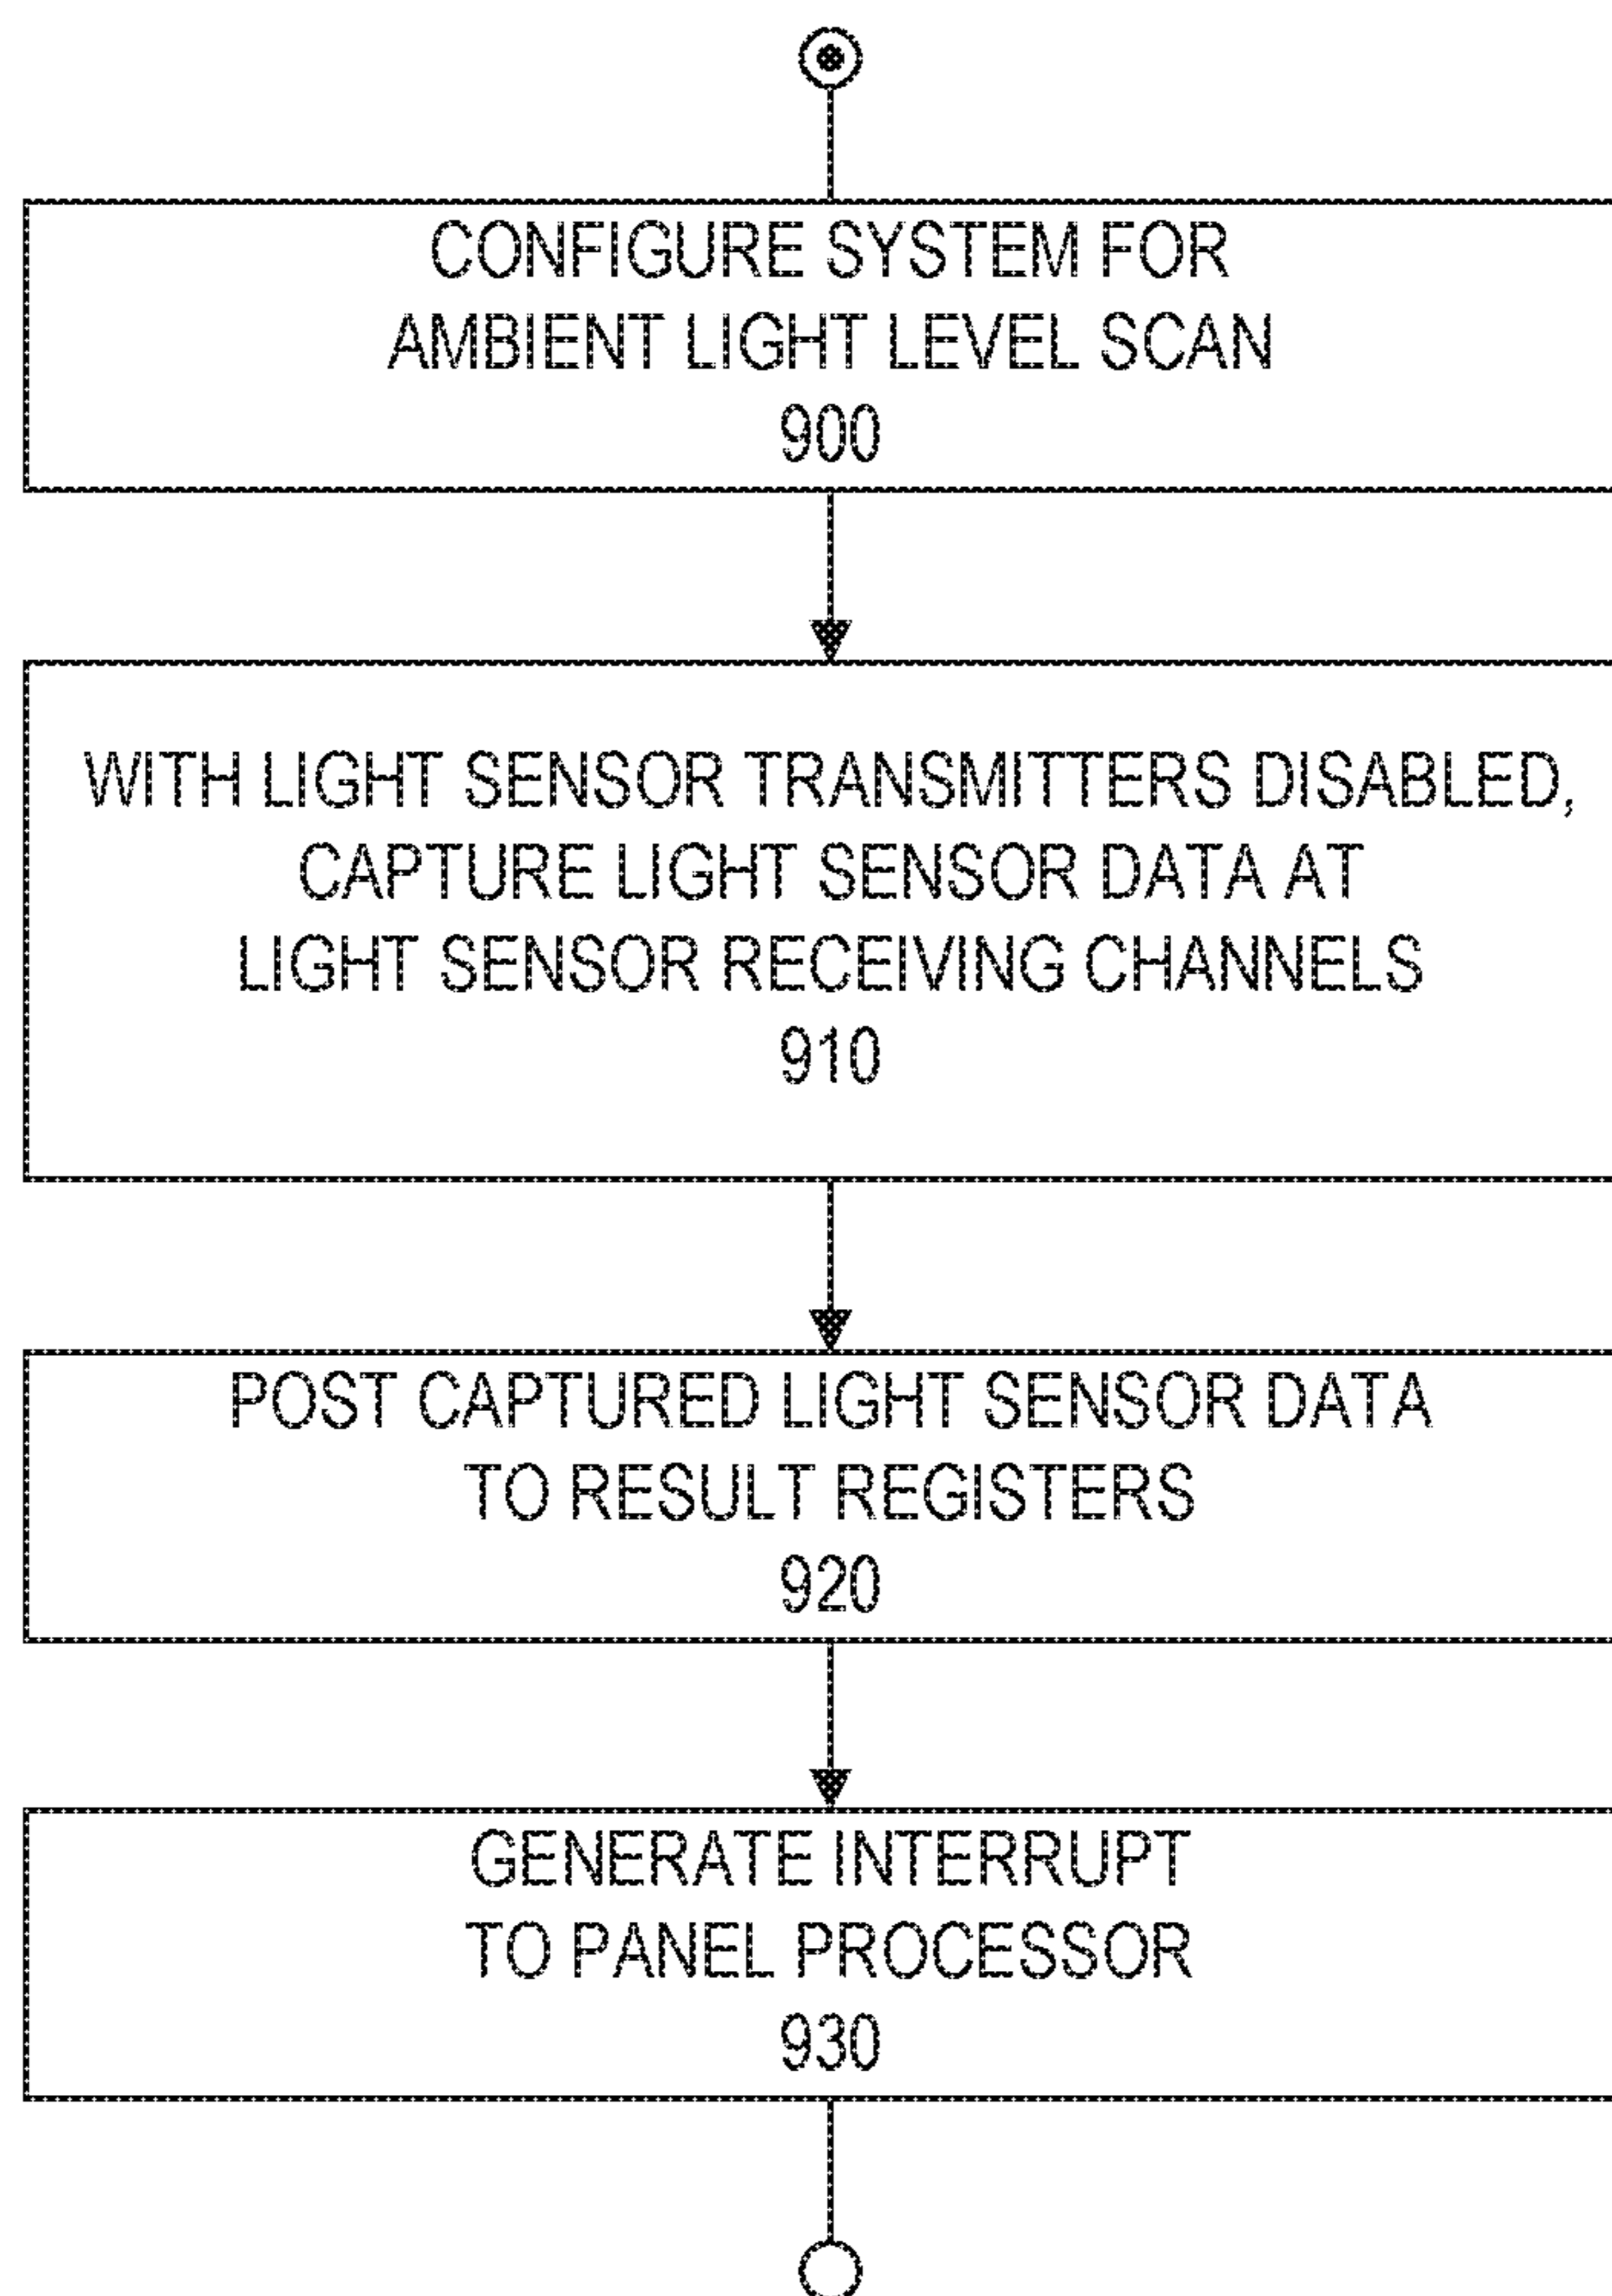 CONFIGURE SYSTEM FOR
AMBIENT LIGHT LEVEL SCAN
900
WITH LIGHT SENSOR TRANSMITTERS DISABLED,
CAPTURE LIGHT SENSOR DATA AT
LIGHT SENSOR RECEIVING CHANNELS
910
POST CAPTURED LIGHT SENSOR DATA
TO RESULT REGISTERS
920
GENERATE INTERRUPT
TO PANEL PROCESSOR
930